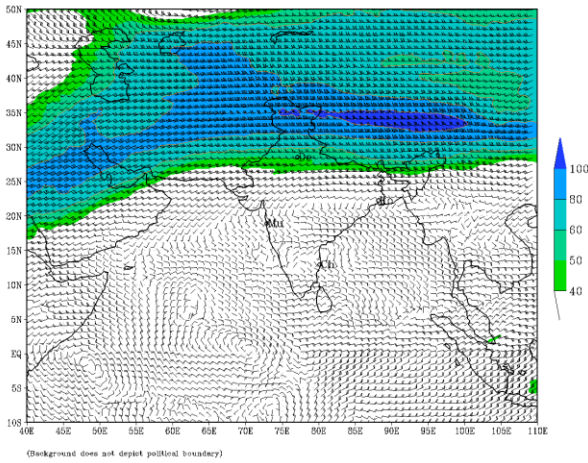 50N
45N
40N
35N
30N
25N
20N
15N
10N
5N
EQ
5S
10S
40E 45E 50E 55E 60E 65E 70E 75E 80E 85E 90E 95E 100E 105E 110E
De
Ko
Mu
Ch
100
80
60
50
40
(Background does not depict political boundary)